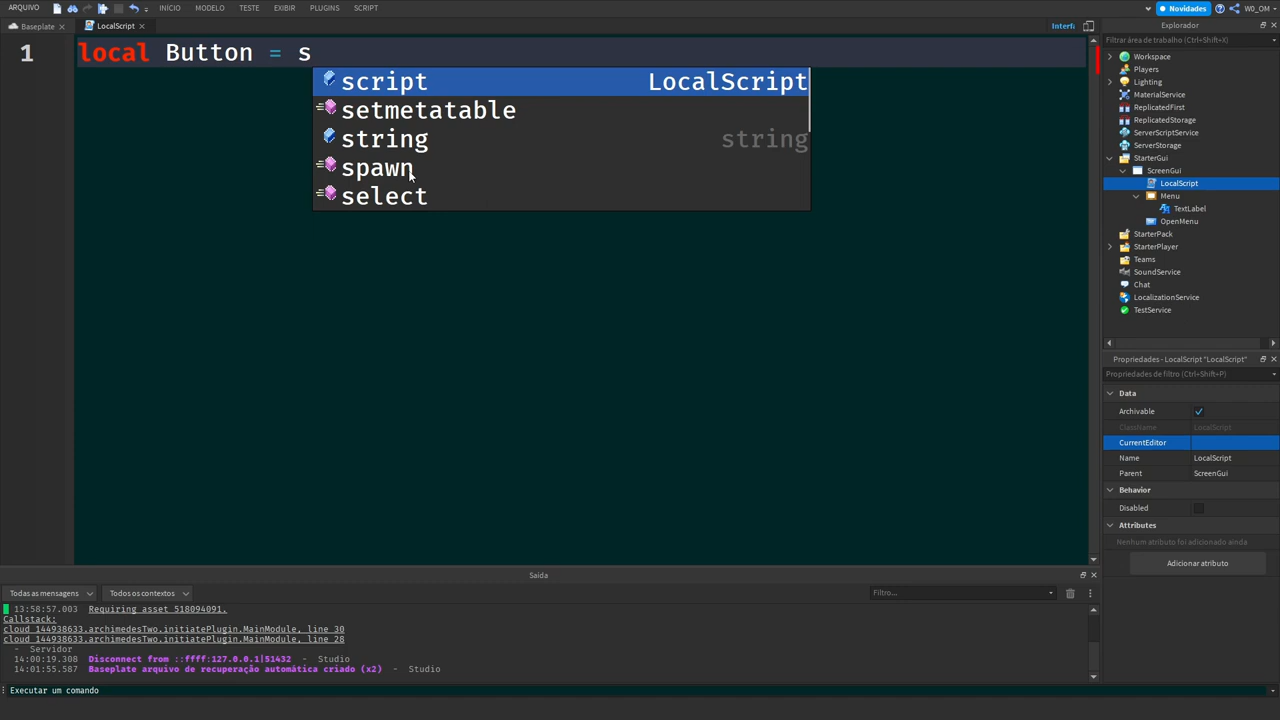 ARQUIVO INÍCIO MODELO TESTE EXIBIR PLUGINS SCRIPT Novidades W0_OM
Baseplate LocalScript Interfi
1 local Button = s
script LocalScript
setmetatable
string string
spawn
select
Explorador
Filtrar área de trabalho (Ctrl+Shift+X)
Workspace
Players
Lighting
MaterialService
ReplicatedFirst
ReplicatedStorage
ServerScriptService
ServerStorage
StarterGui
ScreenGui
LocalScript
Menu
TextLabel
OpenMenu
StarterPack
StarterPlayer
Teams
SoundService
Chat
LocalizationService
TestService
Propriedades - LocalScript "LocalScript"
Propriedades de filtro (Ctrl+Shift+P)
Data
Archivable
ClassName LocalScript
CurrentEditor
Name LocalScript
Parent ScreenGui
Behavior
Disabled
Attributes
Nenhum atributo foi adicionado ainda
Adicionar atributo
Saída
Todas as mensagens Todos os contextos Filtro...
13:58:57.003 Requiring asset 518094091.
Callstack:
cloud_144938633.archimedesTwo.initiatePlugin.MainModule, line 30
cloud_144938633.archimedesTwo.initiatePlugin.MainModule, line 28
- Servidor
14:00:19.308 Disconnect from ::ffff:127.0.0.1|51432 - Studio
14:01:55.587 Baseplate arquivo de recuperação automática criado (x2) - Studio
Executar um comando